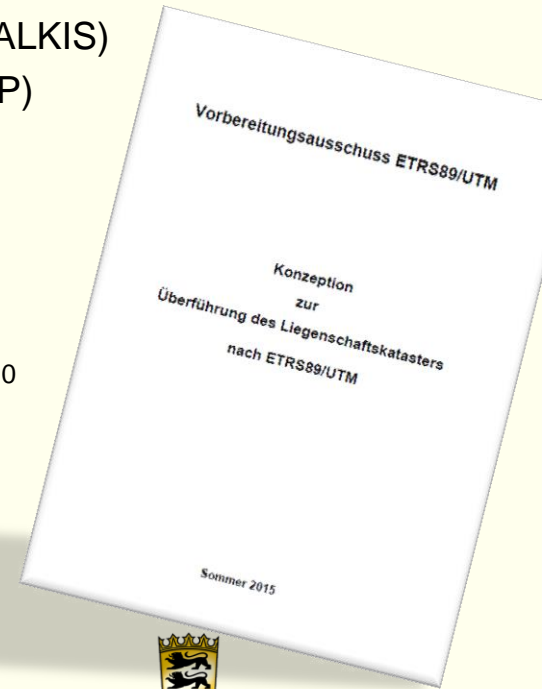 ALKIS)
P)
0
Vorbereitungsausschuss ETRS89/UTM
Konzeption
zur
Überführung des Liegenschaftskatasters
nach ETRS89/UTM
Sommer 2015